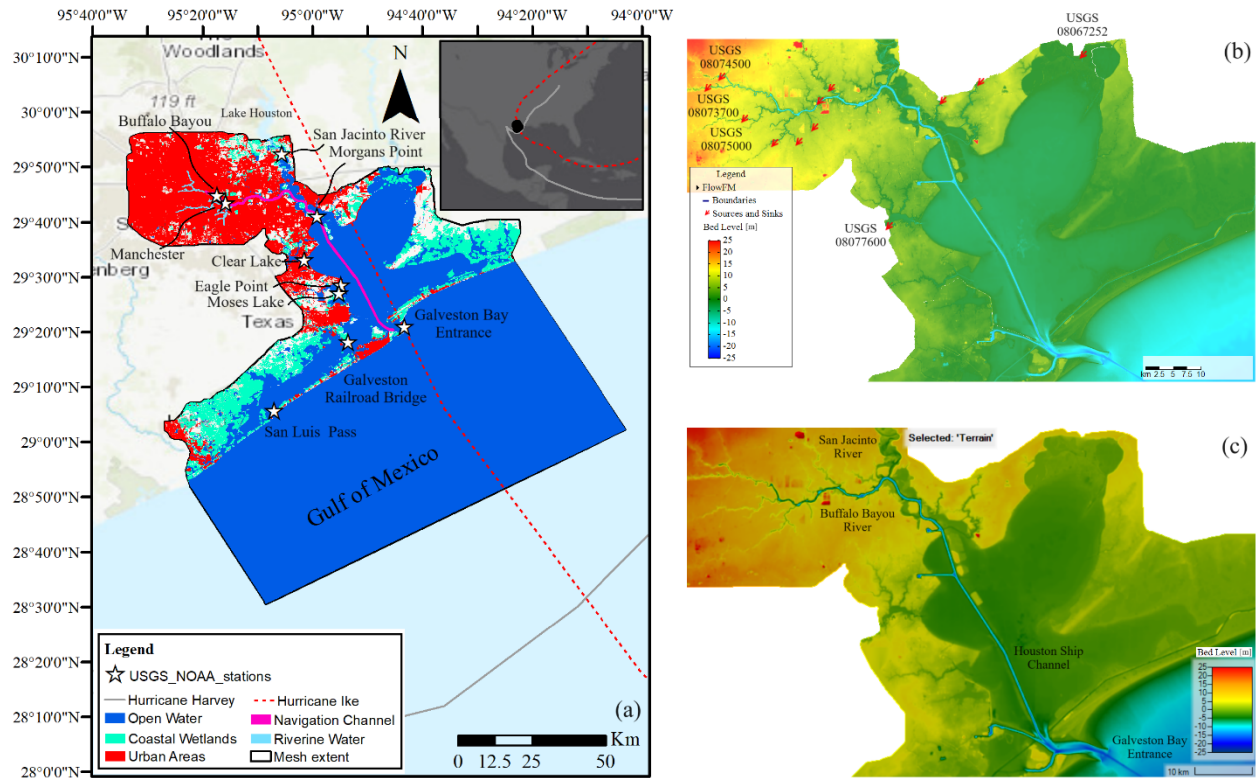 95°40'0"W 95°20'0"W 95°0'0"W 94°40'0"W 94°20'0"W 94°0'0"W
30°10'0"N
30°0'0"N
29°50'0"N
29°40'0"N
29°30'0"N
29°20'0"N
29°10'0"N
29°0'0"N
28°50'0"N
28°40'0"N
28°30'0"N
28°20'0"N
28°10'0"N
28°0'0"N
Woodlands
N
119 ft
Lake Houston
Buffalo Bayou
San Jacinto River
Morgans Point
Manchester
enberg
Clear Lake
Eagle Point
Moses Lake
Texas
Galveston Bay
Entrance
Galveston
Railroad Bridge
San Luis Pass
Gulf of Mexico
Legend
USGS_NOAA_stations
Hurricane Harvey
Hurricane Ike
Open Water
Navigation Channel
Coastal Wetlands
Riverine Water
Urban Areas
Mesh extent
(a)
Km
0 12.5 25 50
(b)
USGS
08067252
USGS
08074500
USGS
08073700
USGS
08075000
USGS
08077600
Legend
FlowFM
Boundaries
Sources and Sinks
Bed Level [m]
25
20
15
10
5
0
-5
-10
-15
-20
-25
km 2.5 5 7.5 10
(c)
San Jacinto
River
Selected: 'Terrain'
Buffalo Bayou
River
Houston Ship
Channel
Galveston Bay
Entrance
Bed Level [m]
25
20
15
10
5
0
-5
-10
-15
-20
-25
10 km